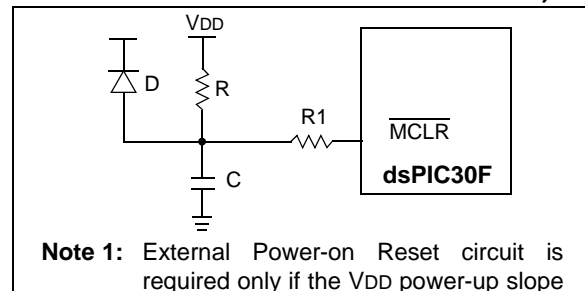 VDD
D
R
R1
MCLR
dsPIC30F
C
Note 1: External Power-on Reset circuit is
required only if the VDD power-up slope